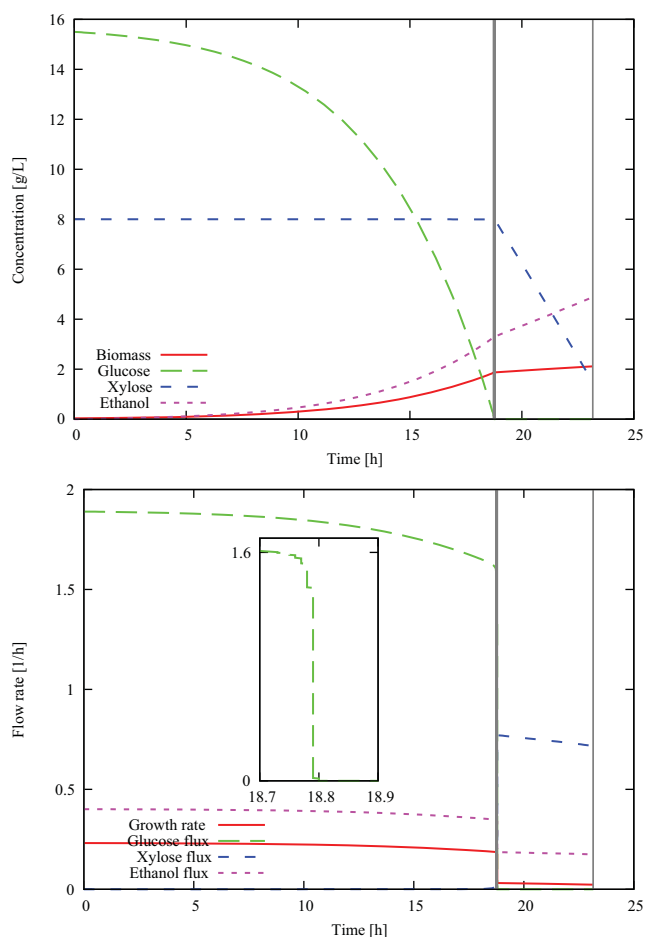 16
14
12
10
8
6
4
2
0
Concentration [g/L]
Biomass
Glucose
Xylose
Ethanol
0 5 10 15 20 25
Time [h]
2
1.5
1
0.5
0
Flow rate [1/h]
1.6
0
18.7 18.8 18.9
Growth rate
Glucose flux
Xylose flux
Ethanol flux
0 5 10 15 20 25
Time [h]